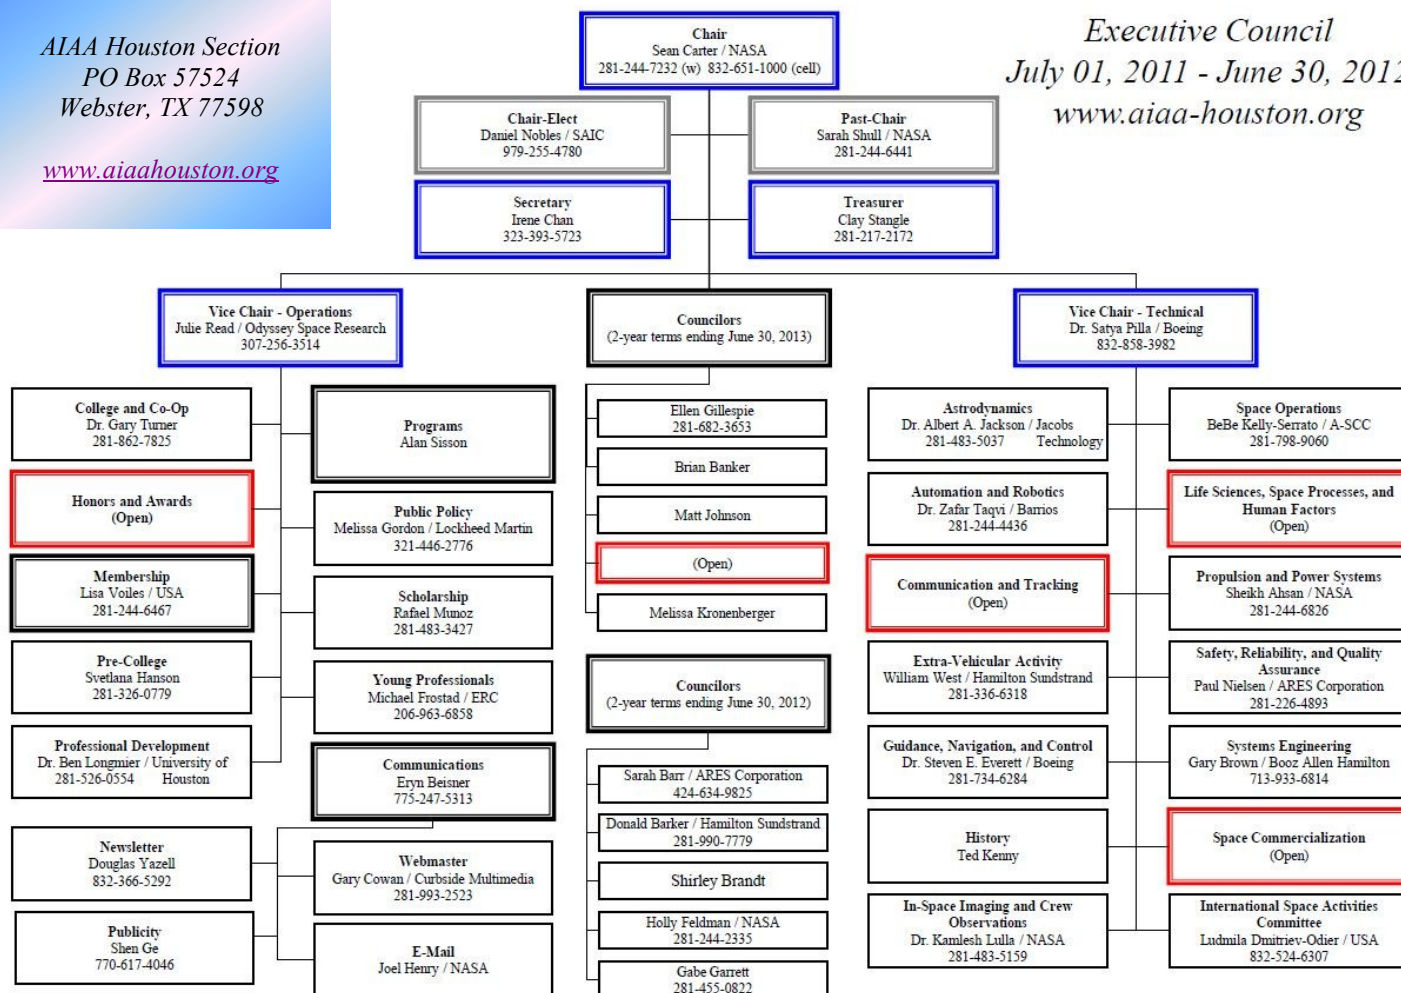 AIAA Houston Section
PO Box 57524
Webster, TX 77598
www.aiaahouston.org
Executive Council
July 01, 2011 - June 30, 2012
www.aiaa-houston.org
Chair
Sean Carter / NASA
281-244-7232 (w) 832-651-1000 (cell)
Chair-Elect
Daniel Nobles / SAIC
979-255-4780
Past-Chair
Sarah Shull / NASA
281-244-6441
Secretary
Irene Chan
323-393-5723
Treasurer
Clay Stangle
281-217-2172
Vice Chair - Operations
Julie Read / Odyssey Space Research
307-256-3514
Councilors
(2-year terms ending June 30, 2013)
Vice Chair - Technical
Dr. Satya Pilla / Boeing
832-858-3982
College and Co-Op
Dr. Gary Turner
281-862-7825
Honors and Awards
(Open)
Membership
Lisa Voiles / USA
281-244-6467
Pre-College
Svetlana Hanson
281-326-0779
Professional Development
Dr. Ben Longmier / University of
281-526-0554 Houston
Programs
Alan Sisson
Public Policy
Melissa Gordon / Lockheed Martin
321-446-2776
Scholarship
Rafael Munoz
281-483-3427
Young Professionals
Michael Frostad / ERC
206-963-6858
Communications
Eryn Beisner
775-247-5313
Newsletter
Douglas Yazell
832-366-5292
Publicity
Shen Ge
770-617-4046
Webmaster
Gary Cowan / Curbside Multimedia
281-993-2523
E-Mail
Joel Henry / NASA
Ellen Gillespie
281-682-3653
Brian Banker
Matt Johnson
(Open)
Melissa Kronenberger
Councilors
(2-year terms ending June 30, 2012)
Sarah Barr / ARES Corporation
424-634-9825
Donald Barker / Hamilton Sundstrand
281-990-7779
Shirley Brandt
Holly Feldman / NASA
281-244-2335
Gabe Garrett
281-455-0822
Astrodynamics
Dr. Albert A. Jackson / Jacobs
281-483-5037 Technology
Automation and Robotics
Dr. Zafar Taqvi / Barrios
281-244-4436
Communication and Tracking
(Open)
Extra-Vehicular Activity
William West / Hamilton Sundstrand
281-336-6318
Guidance, Navigation, and Control
Dr. Steven E. Everett / Boeing
281-734-6284
History
Ted Kenny
In-Space Imaging and Crew
Observations
Dr. Kamlesh Lulla / NASA
281-483-5159
Space Operations
BeBe Kelly-Serrato / A-SCC
281-798-9060
Life Sciences, Space Processes, and
Human Factors
(Open)
Propulsion and Power Systems
Sheikh Ahsan / NASA
281-244-6826
Safety, Reliability, and Quality
Assurance
Paul Nielsen / ARES Corporation
281-226-4893
Systems Engineering
Gary Brown / Booz Allen Hamilton
713-933-6814
Space Commercialization
(Open)
International Space Activities
Committee
Ludmila Dmitriev-Odier / USA
832-524-6307